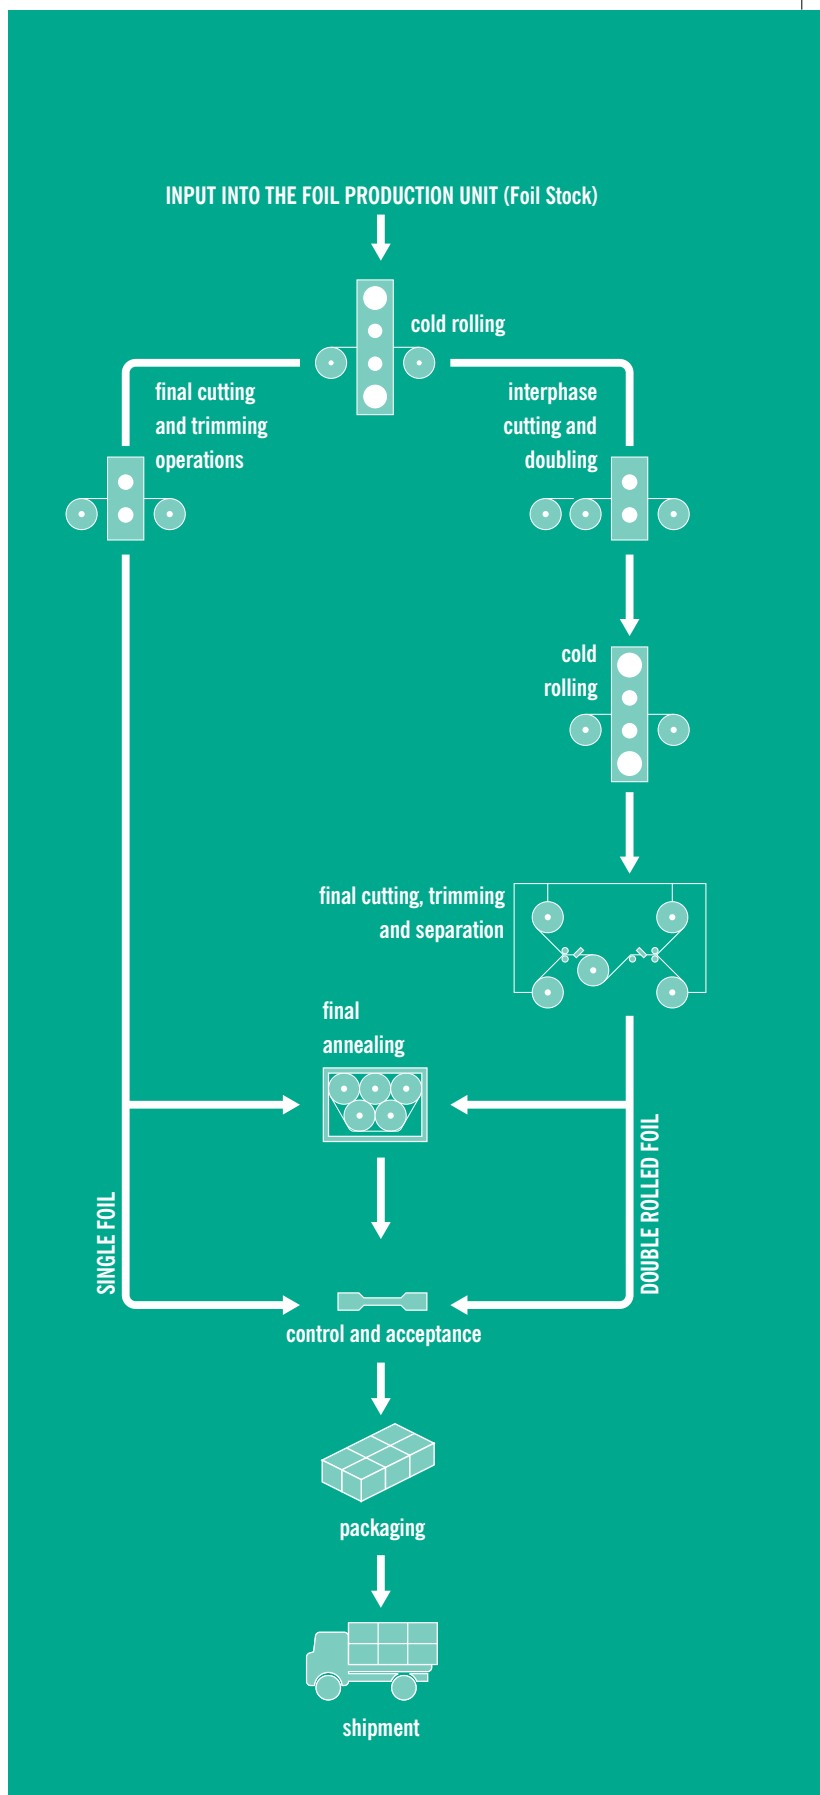 INPUT INTO THE FOIL PRODUCTION UNIT (Foil Stock)
cold rolling
final cutting
and trimming
operations
interphase
cutting and
doubling
cold
rolling
final cutting, trimming
and separation
final
annealing
SINGLE FOIL
DOUBLE ROLLED FOIL
control and acceptance
packaging
shipment